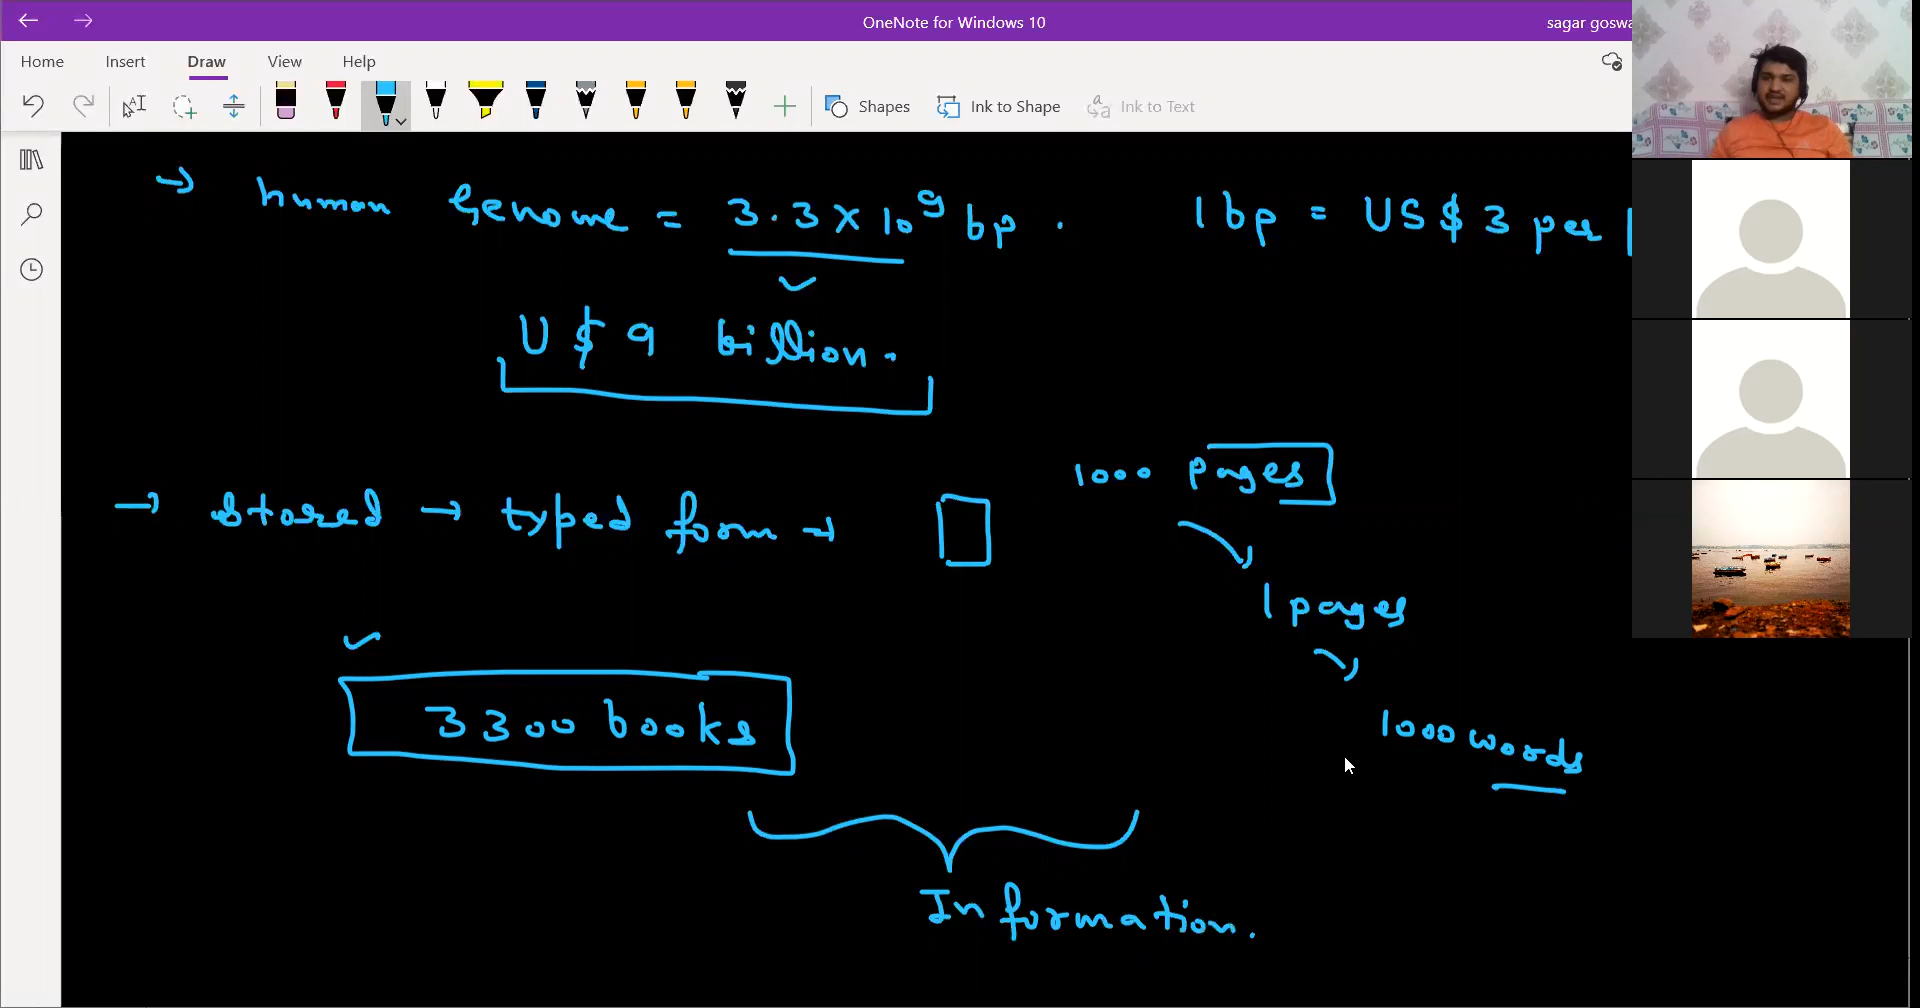 OneNote for Windows 10
sagar goswa
Home Insert Draw View Help
Shapes Ink to Shape Ink to Text
→ human Genome = 3.3 × 10⁹ bp . 1 bp = US $ 3 per
U $ 9 billion.
1000 pages
→ stored → typed form →
1 pages
3300 books
1000 words
Information.